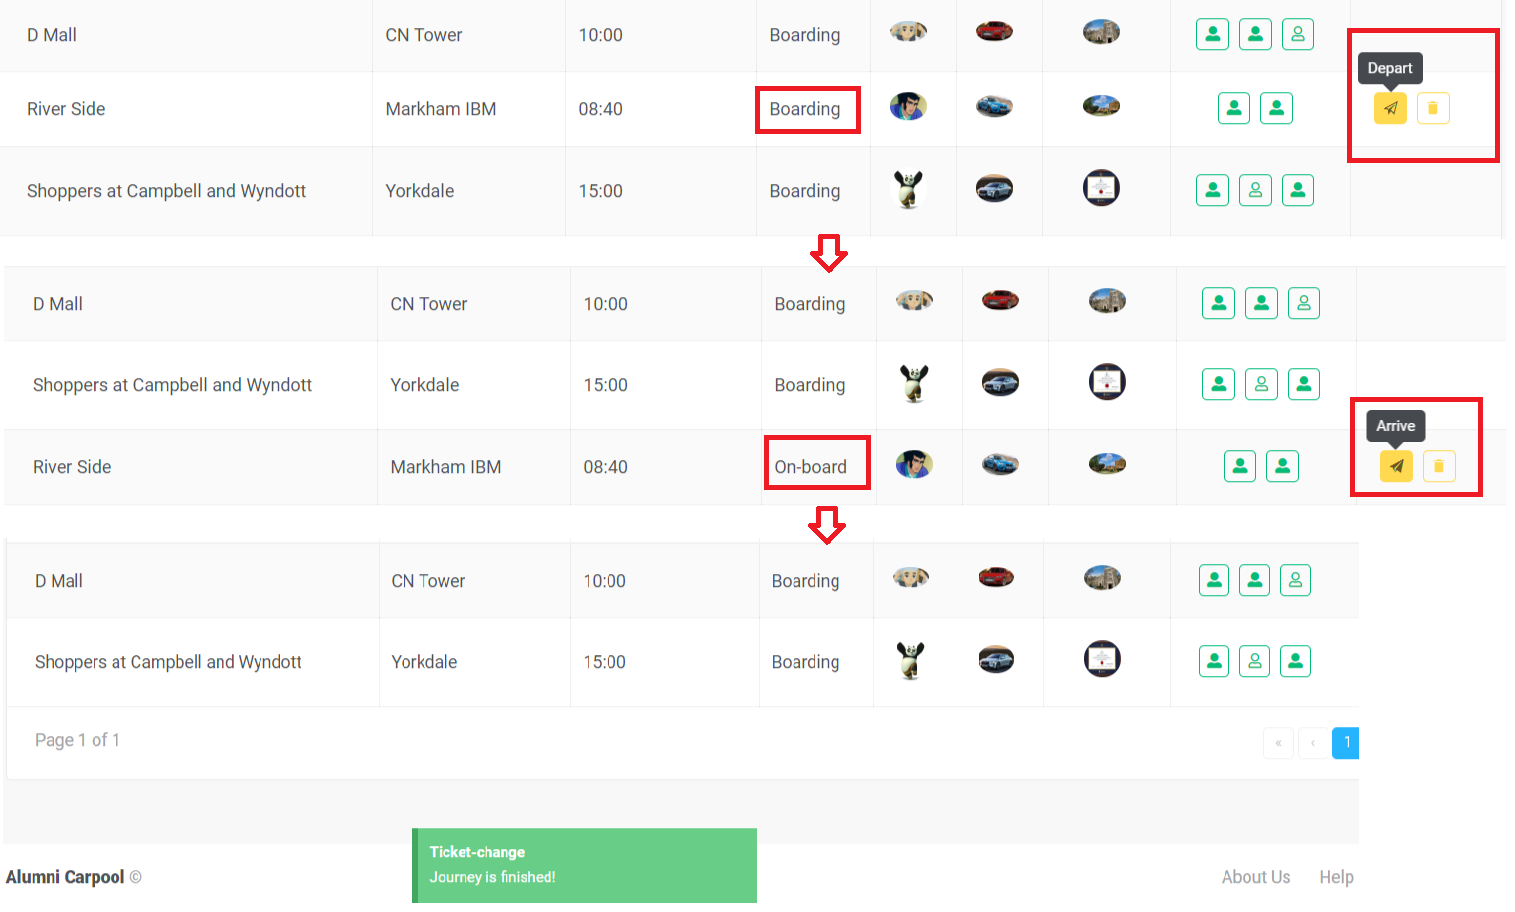 D Mall CN Tower 10:00 Boarding
Depart
River Side Markham IBM 08:40 Boarding
Shoppers at Campbell and Wyndott Yorkdale 15:00 Boarding
D Mall CN Tower 10:00 Boarding
Shoppers at Campbell and Wyndott Yorkdale 15:00 Boarding
Arrive
River Side Markham IBM 08:40 On-board
D Mall CN Tower 10:00 Boarding
Shoppers at Campbell and Wyndott Yorkdale 15:00 Boarding
Page 1 of 1 « ‹ 1
Ticket-change
Journey is finished!
Alumni Carpool © About Us Help